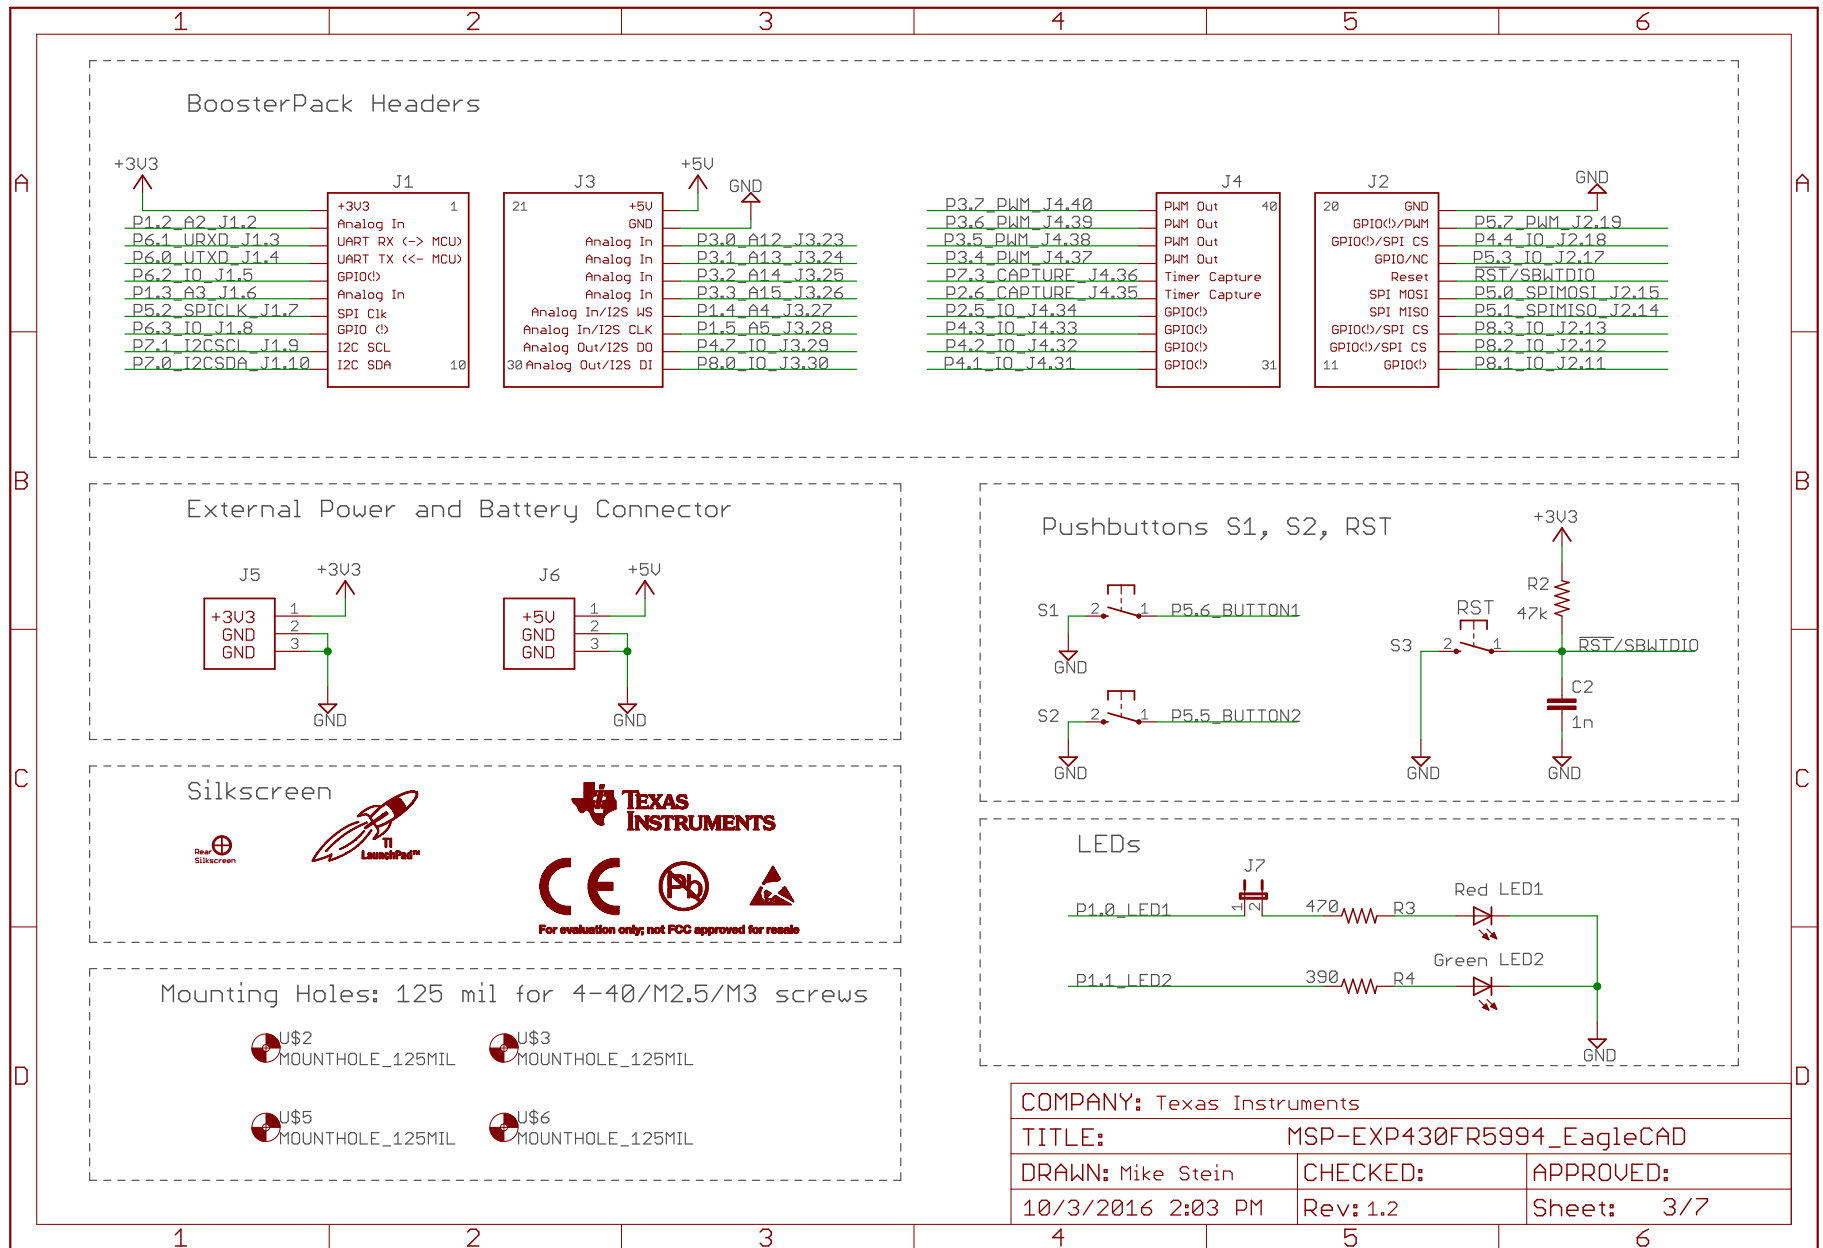 1 2 3 4 5 6
A A
B B
C C
D D
BoosterPack Headers
+3V3
J1
+3V3 1
Analog In
UART RX (-> MCU)
UART TX (<- MCU)
GPIO(!)
Analog In
SPI Clk
GPIO (!)
I2C SCL
I2C SDA 10
P1.2_A2_J1.2
P6.1_URXD_J1.3
P6.0_UTXD_J1.4
P6.2_IO_J1.5
P1.3_A3_J1.6
P5.2_SPICLK_J1.7
P6.3_IO_J1.8
P7.1_I2CSCL_J1.9
P7.0_I2CSDA_J1.10
J3
21 +5V
GND
Analog In
Analog In
Analog In
Analog In
Analog In/I2S WS
Analog In/I2S CLK
Analog Out/I2S DO
30 Analog Out/I2S DI
+5V
GND
P3.0_A12_J3.23
P3.1_A13_J3.24
P3.2_A14_J3.25
P3.3_A15_J3.26
P1.4_A4_J3.27
P1.5_A5_J3.28
P4.7_IO_J3.29
P8.0_IO_J3.30
P3.7_PWM_J4.40
P3.6_PWM_J4.39
P3.5_PWM_J4.38
P3.4_PWM_J4.37
P7.3_CAPTURE_J4.36
P2.6_CAPTURE_J4.35
P2.5_IO_J4.34
P4.3_IO_J4.33
P4.2_IO_J4.32
P4.1_IO_J4.31
J4
PWM Out 40
PWM Out
PWM Out
PWM Out
Timer Capture
Timer Capture
GPIO(!)
GPIO(!)
GPIO(!)
GPIO(!) 31
J2
20 GND
GPIO(!)/PWM
GPIO(!)/SPI CS
GPIO/NC
Reset
SPI MOSI
SPI MISO
GPIO(!)/SPI CS
GPIO(!)/SPI CS
11 GPIO(!)
GND
P5.7_PWM_J2.19
P4.4_IO_J2.18
P5.3_IO_J2.17
RST/SBWTDIO
P5.0_SPIMOSI_J2.15
P5.1_SPIMISO_J2.14
P8.3_IO_J2.13
P8.2_IO_J2.12
P8.1_IO_J2.11
External Power and Battery Connector
J5 +3V3
+3V3 1
GND 2
GND 3
GND
J6 +5V
+5V 1
GND 2
GND 3
GND
Pushbuttons S1, S2, RST
S1 2 1 P5.6_BUTTON1
GND
S2 2 1 P5.5_BUTTON2
GND
+3V3
R2
47k
RST
S3 2 1 RST/SBWTDIO
C2
1n
GND GND
Silkscreen
Rear
Silkscreen
TI
LaunchPad™
TEXAS
INSTRUMENTS
CE Pb
For evaluation only; not FCC approved for resale
LEDs
J7
1 2
P1.0_LED1 470 R3 Red LED1
P1.1_LED2 390 R4 Green LED2
GND
Mounting Holes: 125 mil for 4-40/M2.5/M3 screws
U$2
MOUNTHOLE_125MIL
U$3
MOUNTHOLE_125MIL
U$5
MOUNTHOLE_125MIL
U$6
MOUNTHOLE_125MIL
COMPANY: Texas Instruments
TITLE: MSP-EXP430FR5994_EagleCAD
DRAWN: Mike Stein CHECKED: APPROVED:
10/3/2016 2:03 PM Rev: 1.2 Sheet: 3/7
1 2 3 4 5 6